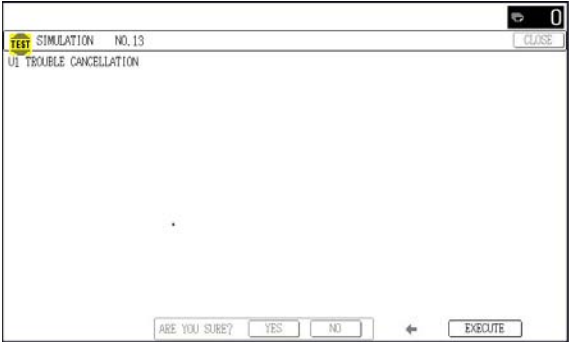 0
TEST SIMULATION NO.13 CLOSE
U1 TROUBLE CANCELLATION
ARE YOU SURE? YES NO EXECUTE